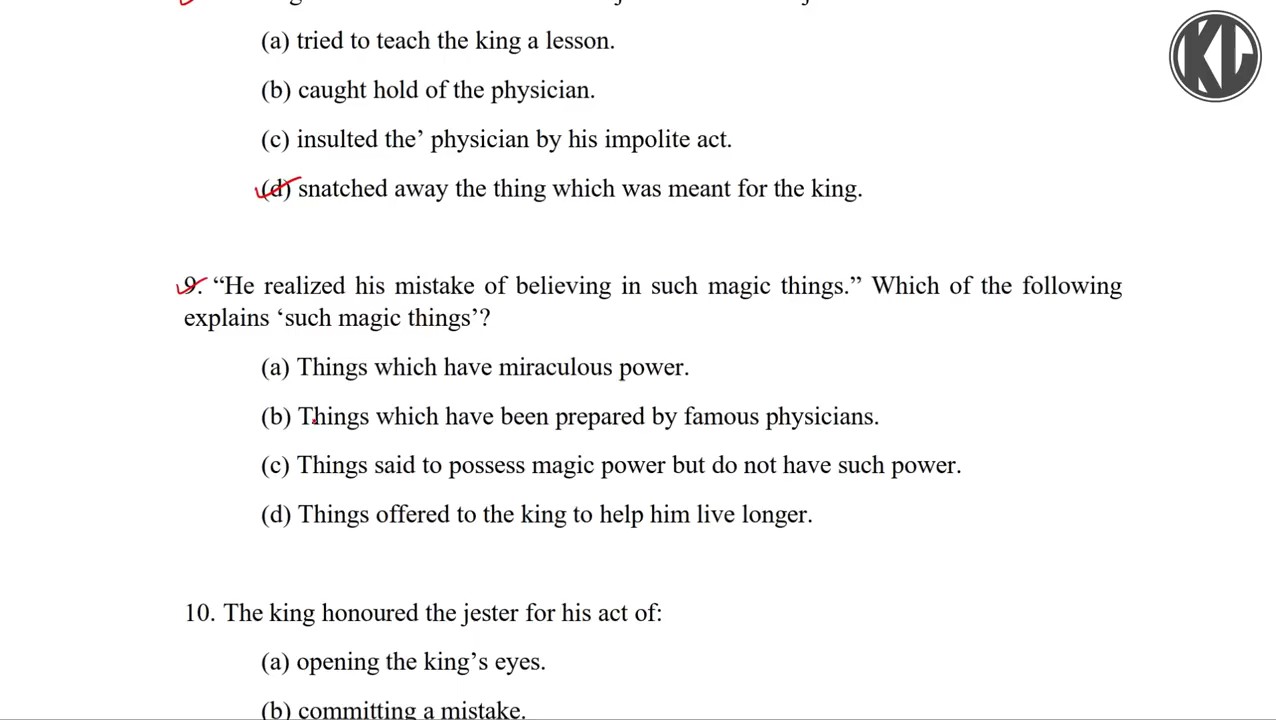 (a) tried to teach the king a lesson.
(b) caught hold of the physician.
(c) insulted the’ physician by his impolite act.
(d) snatched away the thing which was meant for the king.
9. “He realized his mistake of believing in such magic things.” Which of the following
explains ‘such magic things’?
(a) Things which have miraculous power.
(b) Things which have been prepared by famous physicians.
(c) Things said to possess magic power but do not have such power.
(d) Things offered to the king to help him live longer.
10. The king honoured the jester for his act of:
(a) opening the king’s eyes.
(b) committing a mistake.
KL